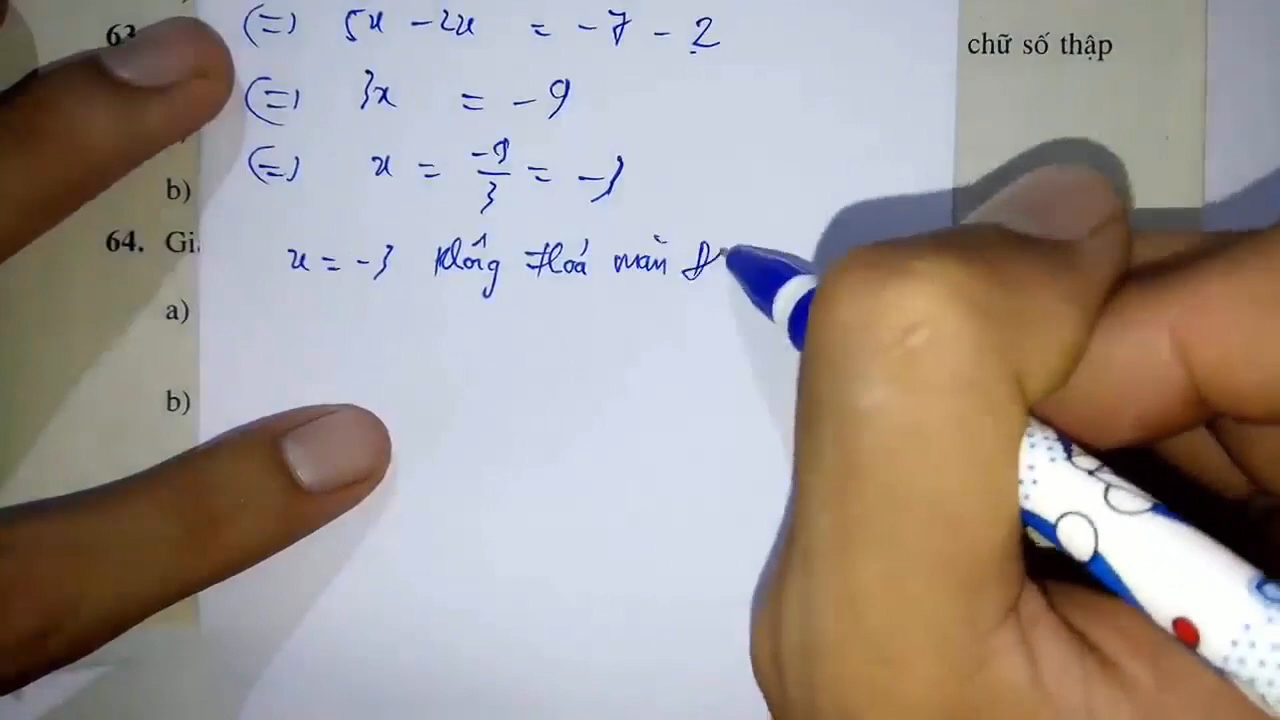 63
(=) 5x - 2x = -7 - 2
chữ số thập
(=) 3x = -9
(=) x = -9/3 = -3
b)
64. Gi
x = -3 không thoả mãn
a)
b)